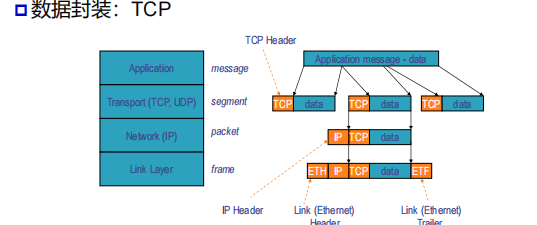 数据封装：TCP
TCP Header
Application
message
Application message - data
Transport (TCP, UDP)
segment
TCP data
TCP data
TCP data
Network (IP)
packet
IP TCP data
Link Layer
frame
ETH IP TCP data ETF
IP Header
Link (Ethernet)
Header
Link (Ethernet)
Trailer